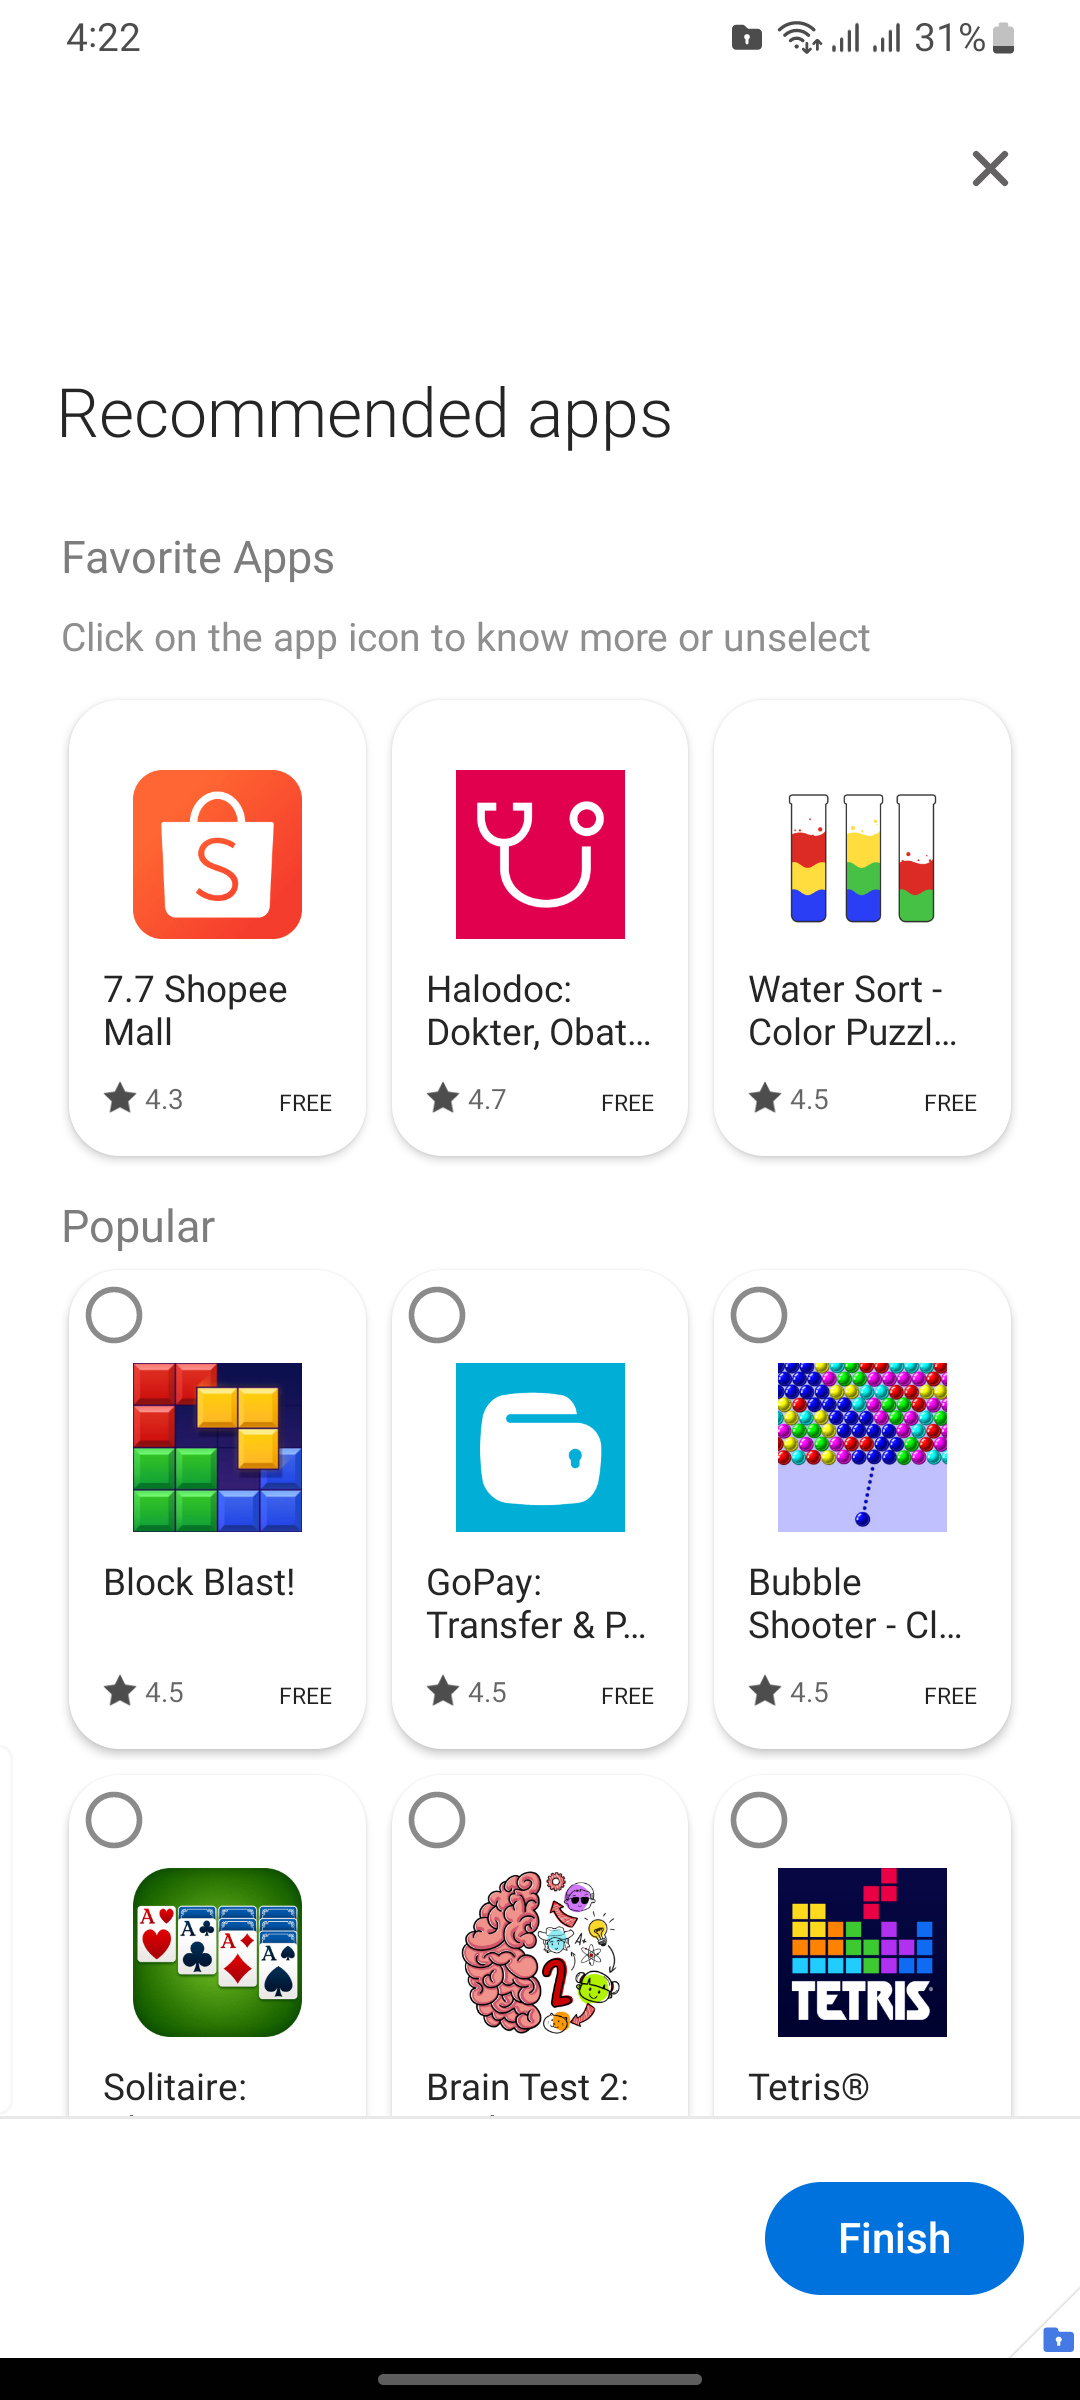 4:22
31%
Recommended apps
Favorite Apps
Click on the app icon to know more or unselect
S
7.7 Shopee
Mall
4.3 FREE
Halodoc:
Dokter, Obat...
4.7 FREE
Water Sort -
Color Puzzl...
4.5 FREE
Popular
Block Blast!
4.5 FREE
GoPay:
Transfer & P...
4.5 FREE
Bubble
Shooter - Cl...
4.5 FREE
A A A A
2
TETRIS
Solitaire:
Brain Test 2:
Tetris®
Finish